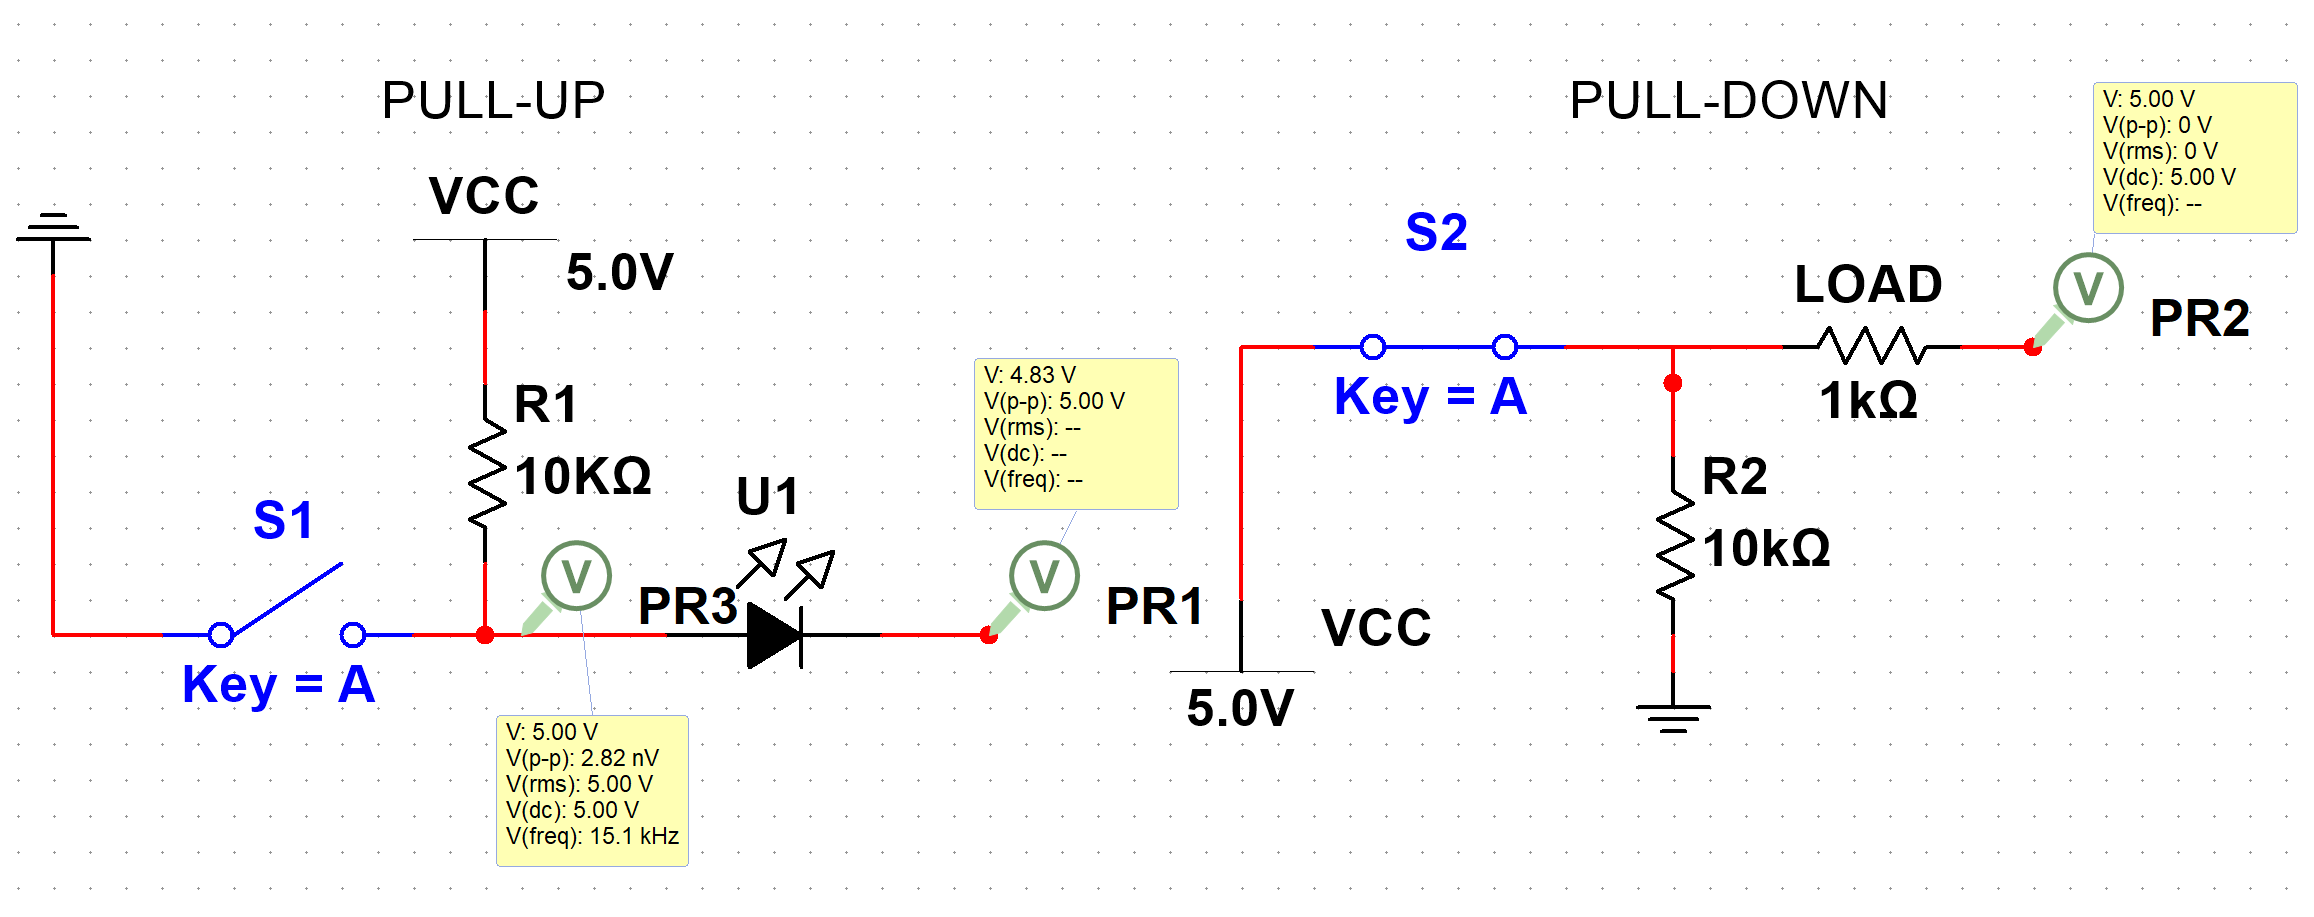 PULL-UP
VCC
5.0V
R1
10KΩ
S1
Key = A
PR3
U1
V
V: 5.00 V
V(p-p): 2.82 nV
V(rms): 5.00 V
V(dc): 5.00 V
V(freq): 15.1 kHz
V: 4.83 V
V(p-p): 5.00 V
V(rms): --
V(dc): --
V(freq): --
V
PR1
PULL-DOWN
S2
Key = A
VCC
5.0V
LOAD
1kΩ
R2
10kΩ
V: 5.00 V
V(p-p): 0 V
V(rms): 0 V
V(dc): 5.00 V
V(freq): --
V
PR2